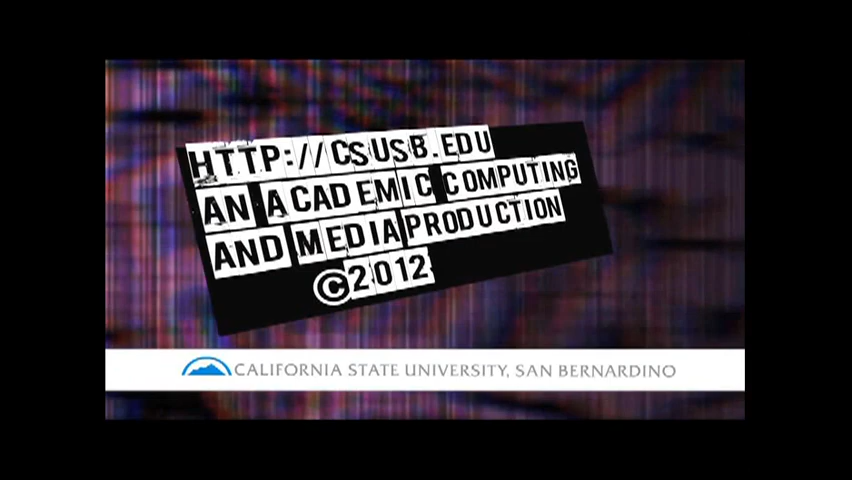 HTTP://CSUSB.EDU
AN ACADEMIC COMPUTING
AND MEDIA PRODUCTION
©2012
CALIFORNIA STATE UNIVERSITY, SAN BERNARDINO